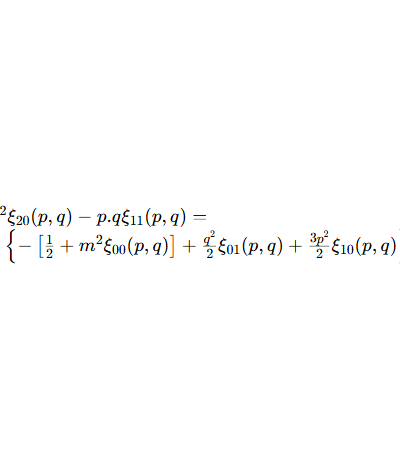 ²ξ₂₀(p, q) − p.qξ₁₁(p, q) =
{−[1/2 + m²ξ₀₀(p, q)] + q²/2 ξ₀₁(p, q) + 3p²/2 ξ₁₀(p, q)